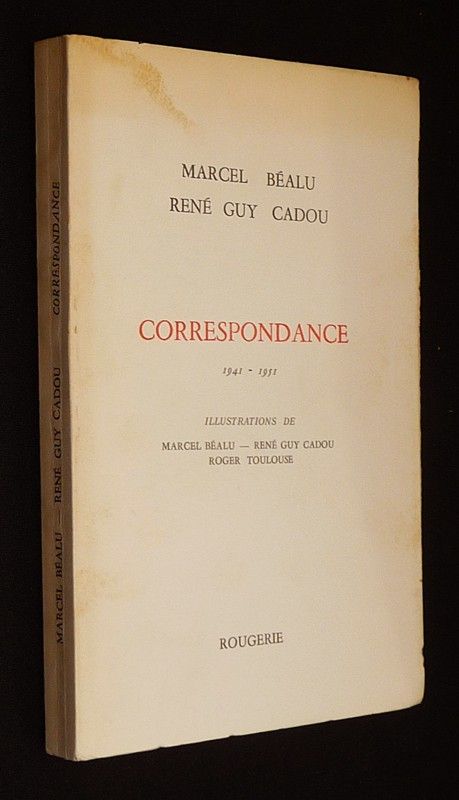 MARCEL BÉALU
RENÉ GUY CADOU
CORRESPONDANCE
1941 - 1951
ILLUSTRATIONS DE
MARCEL BÉALU — RENÉ GUY CADOU
ROGER TOULOUSE
ROUGERIE
MARCEL BÉALU — RENÉ GUY CADOU CORRESPONDANCE